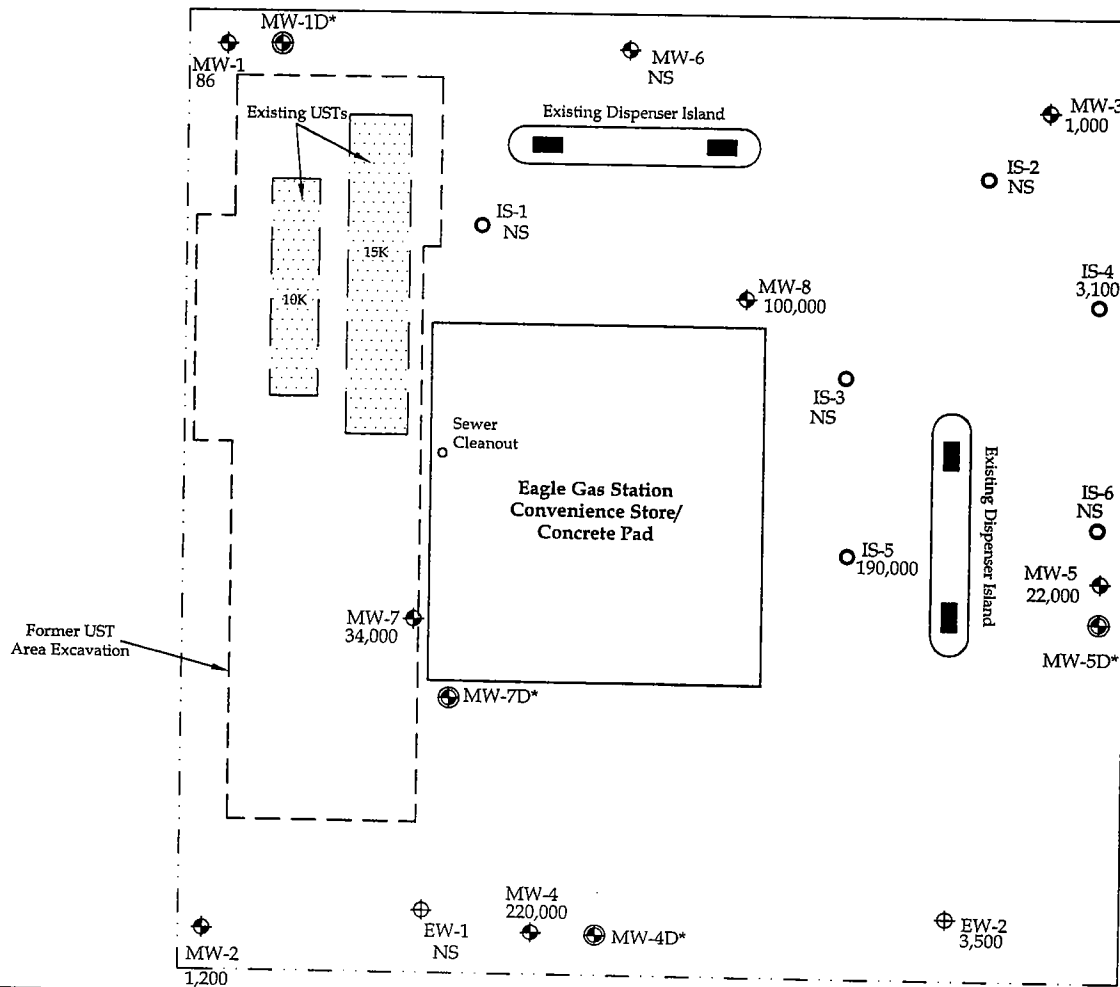 MW-1D*
MW-1
86
MW-6
NS
Existing USTs
Existing Dispenser Island
MW-3
1,000
IS-2
NS
IS-1
NS
15K
10K
IS-4
3,100
MW-8
100,000
IS-3
NS
Sewer
Cleanout
Eagle Gas Station
Convenience Store/
Concrete Pad
Existing Dispenser Island
IS-6
NS
IS-5
190,000
MW-5
22,000
MW-5D*
MW-7
34,000
Former UST
Area Excavation
MW-7D*
MW-4
220,000
EW-1
NS
MW-4D*
EW-2
3,500
MW-2
1,200